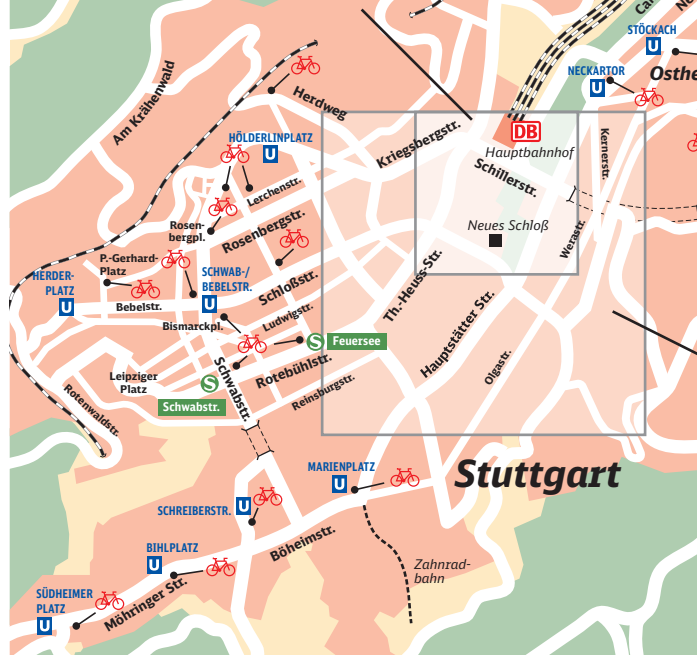 Car
STÖCKACH
U
NECKARTOR
U
Osthe
Am Krähenwald
Herdweg
HÖLDERLINPLATZ
U
Kriegsbergstr.
DB
Hauptbahnhof
Kernerstr.
Schillerstr.
Lerchenstr.
Rosen-
bergpl.
Rosenbergstr.
Neues Schloß
Werastr.
P.-Gerhard-
Platz
HERDER-
PLATZ
U
SCHWAB-/
BEBELSTR.
U
Schloßstr.
Th.-Heuss-Str.
Bebelstr.
Bismarckpl.
Ludwigstr.
S
Feuersee
Hauptstätter Str.
Olgastr.
Leipziger
Platz
S
Schwabstr.
Schwabstr.
Rotebühlstr.
Reinsburgstr.
Rotenwaldstr.
MARIENPLATZ
U
Stuttgart
SCHREIBERSTR.
U
Böheimstr.
BIHLPLATZ
U
Zahnrad-
bahn
SÜDHEIMER
PLATZ
U
Möhringer Str.